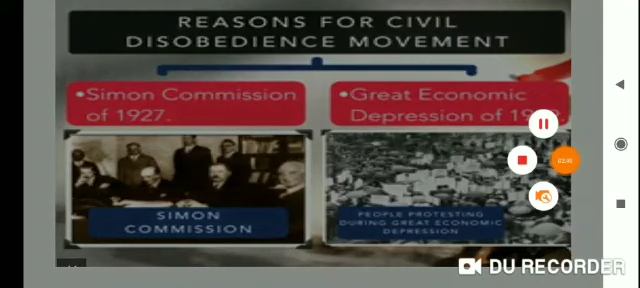 REASONS FOR CIVIL
DISOBEDIENCE MOVEMENT
•Simon Commission
of 1927.
•Great Economic
Depression of
SIMON
COMMISSION
PEOPLE PROTESTING
DURING GREAT ECONOMIC
DEPRESSION
DU RECORDER